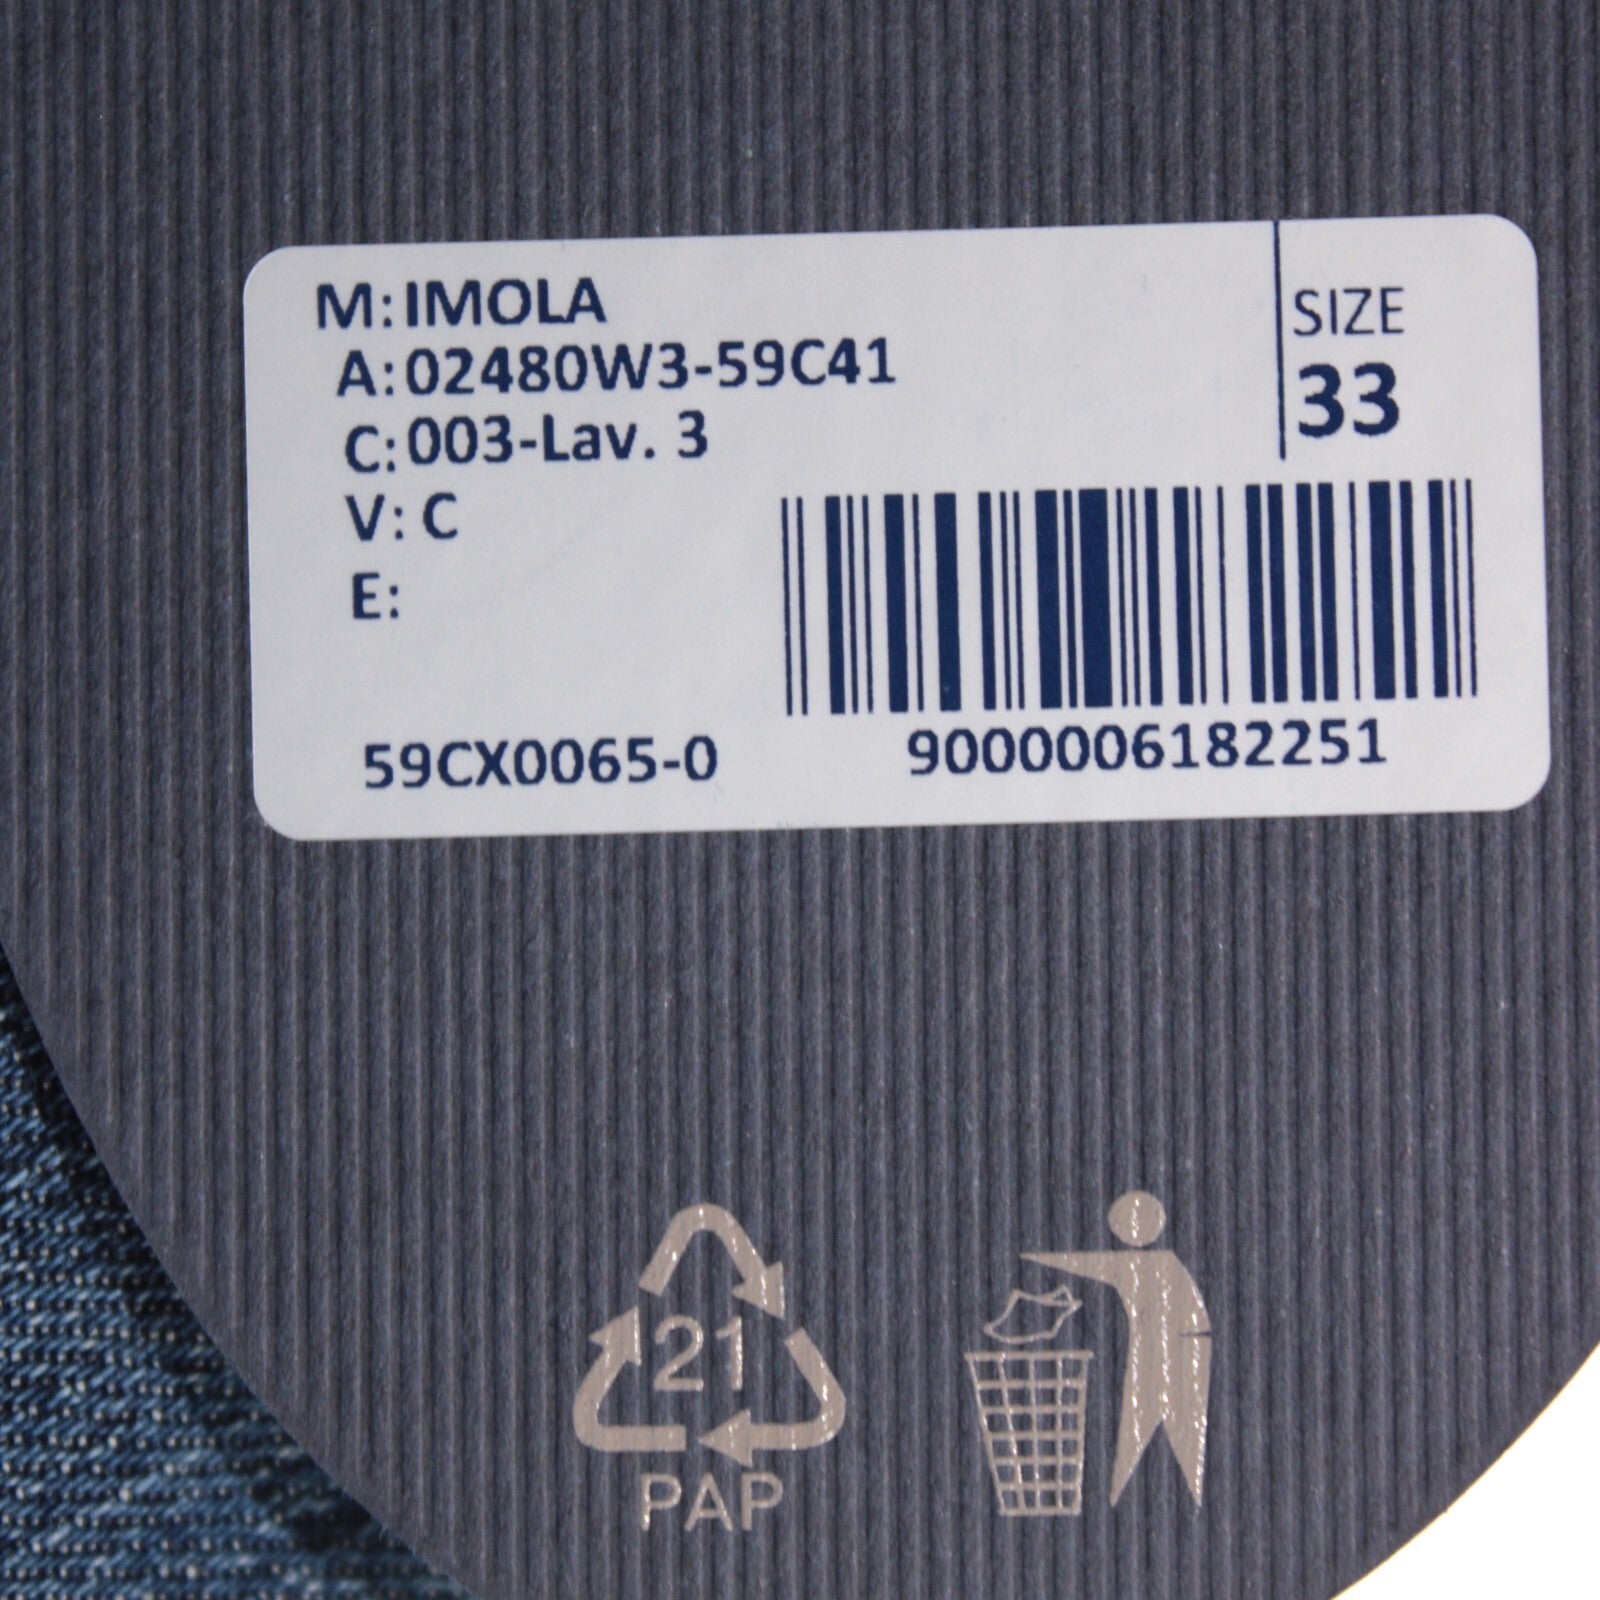 M: IMOLA
A: 02480W3-59C41
C: 003-Lav. 3
V: C
E:
SIZE
33
59CX0065-0
9000006182251
21
PAP